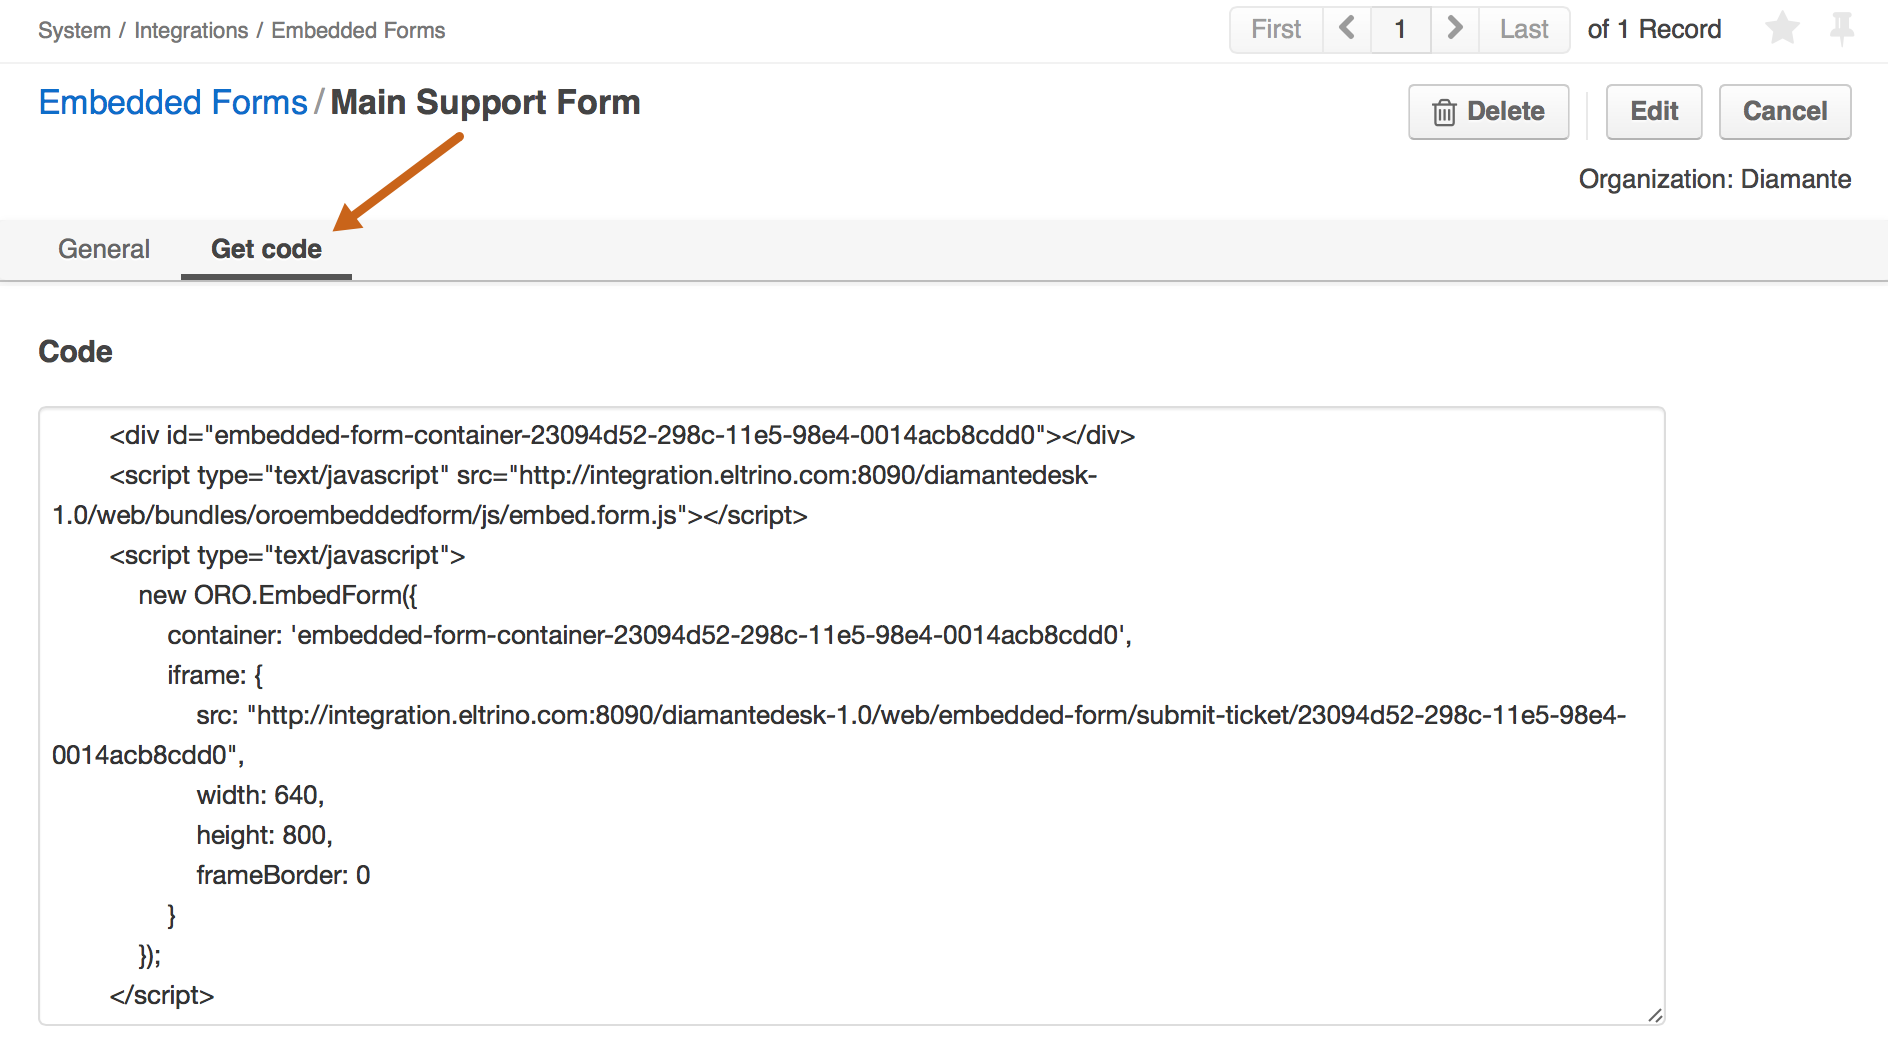 System / Integrations / Embedded Forms
First 1 Last of 1 Record
Embedded Forms / Main Support Form
Delete Edit Cancel
Organization: Diamante
General Get code
Code
<div id="embedded-form-container-23094d52-298c-11e5-98e4-0014acb8cdd0"></div>
<script type="text/javascript" src="http://integration.eltrino.com:8090/diamantedesk-
1.0/web/bundles/oroembeddedform/js/embed.form.js"></script>
<script type="text/javascript">
new ORO.EmbedForm({
container: 'embedded-form-container-23094d52-298c-11e5-98e4-0014acb8cdd0',
iframe: {
src: "http://integration.eltrino.com:8090/diamantedesk-1.0/web/embedded-form/submit-ticket/23094d52-298c-11e5-98e4-
0014acb8cdd0",
width: 640,
height: 800,
frameBorder: 0
}
});
</script>